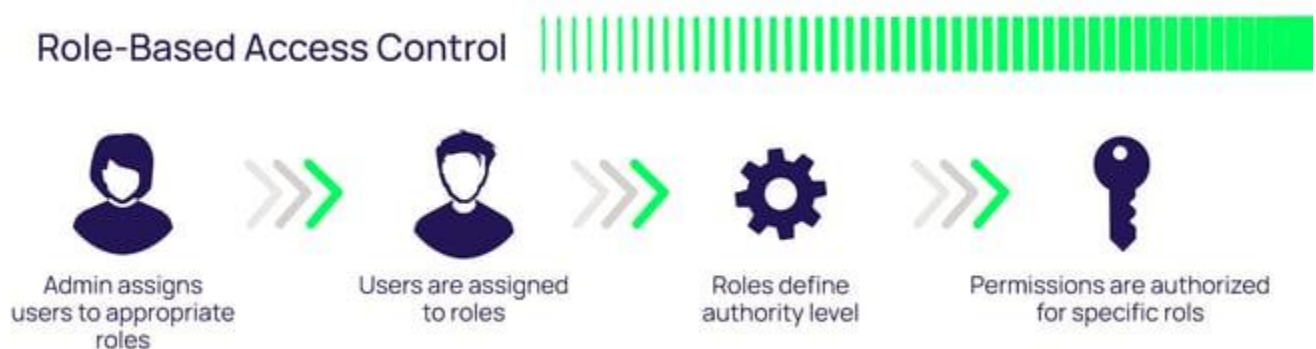 Role-Based Access Control
Admin assigns
users to appropriate
roles
Users are assigned
to roles
Roles define
authority level
Permissions are authorized
for specific rols